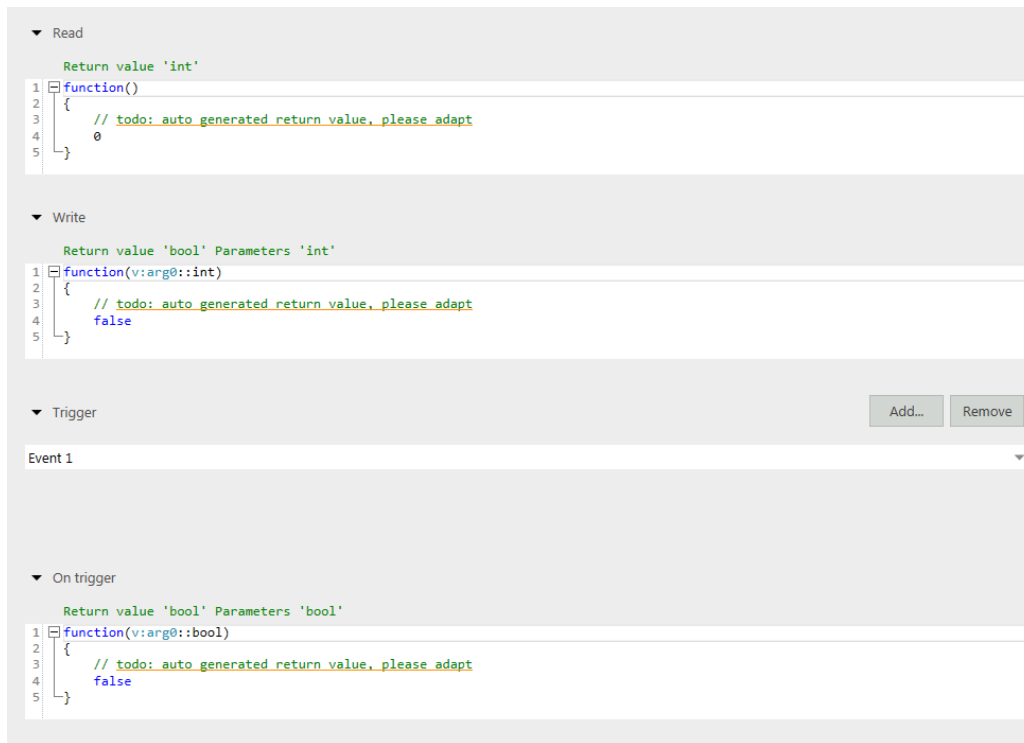 Read
Return value 'int'
1 function()
2 {
3 // todo: auto generated return value, please adapt
4 0
5 }
Write
Return value 'bool' Parameters 'int'
1 function(v:arg0::int)
2 {
3 // todo: auto generated return value, please adapt
4 false
5 }
Trigger Add... Remove
Event 1
On trigger
Return value 'bool' Parameters 'bool'
1 function(v:arg0::bool)
2 {
3 // todo: auto generated return value, please adapt
4 false
5 }